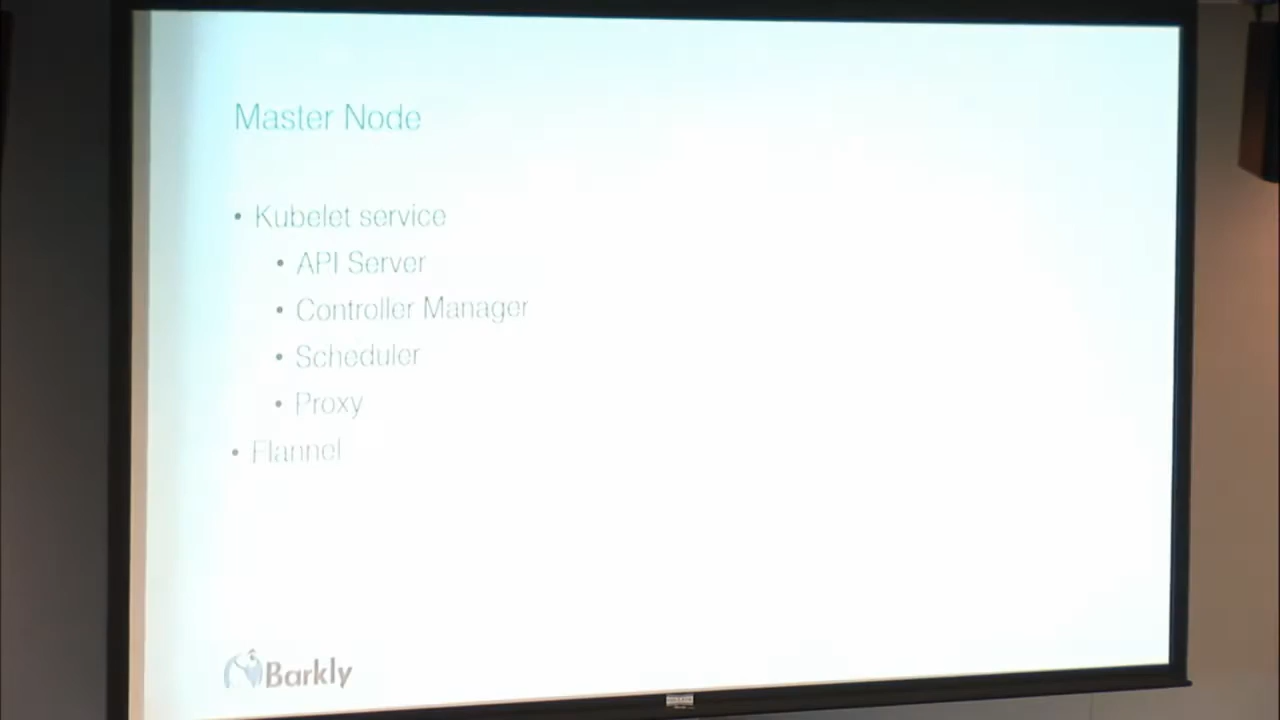 Master Node
• Kubelet service
• API Server
• Controller Manager
• Scheduler
• Proxy
• Flannel
Barkly